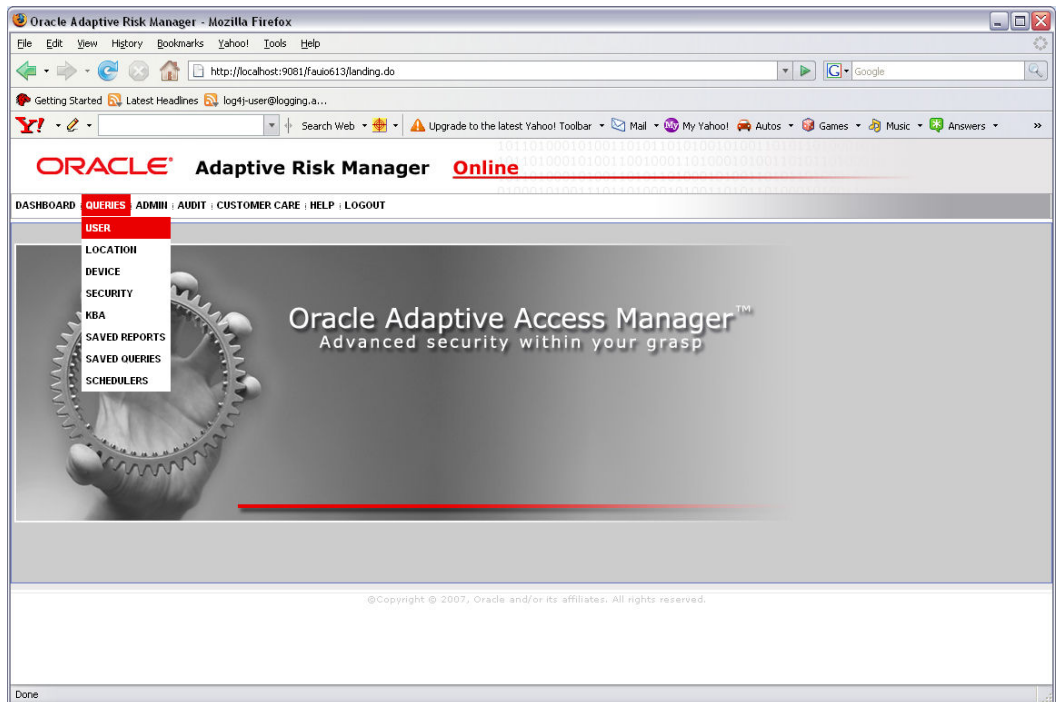 Oracle Adaptive Risk Manager - Mozilla Firefox
File Edit View History Bookmarks Yahoo! Tools Help
http://localhost:9081/fauio613/landing.do
G Google
Getting Started Latest Headlines log4j-user@logging.a...
Y! Search Web Upgrade to the latest Yahoo! Toolbar Mail My My Yahoo! Autos Games Music Answers »
ORACLE® Adaptive Risk Manager Online
DASHBOARD QUERIES ADMIN AUDIT CUSTOMER CARE HELP LOGOUT
USER
LOCATION
DEVICE
SECURITY
KBA
SAVED REPORTS
SAVED QUERIES
SCHEDULERS
Oracle Adaptive Access Manager™
Advanced security within your grasp
@Copyright © 2007, Oracle and/or its affiliates. All rights reserved.
Done